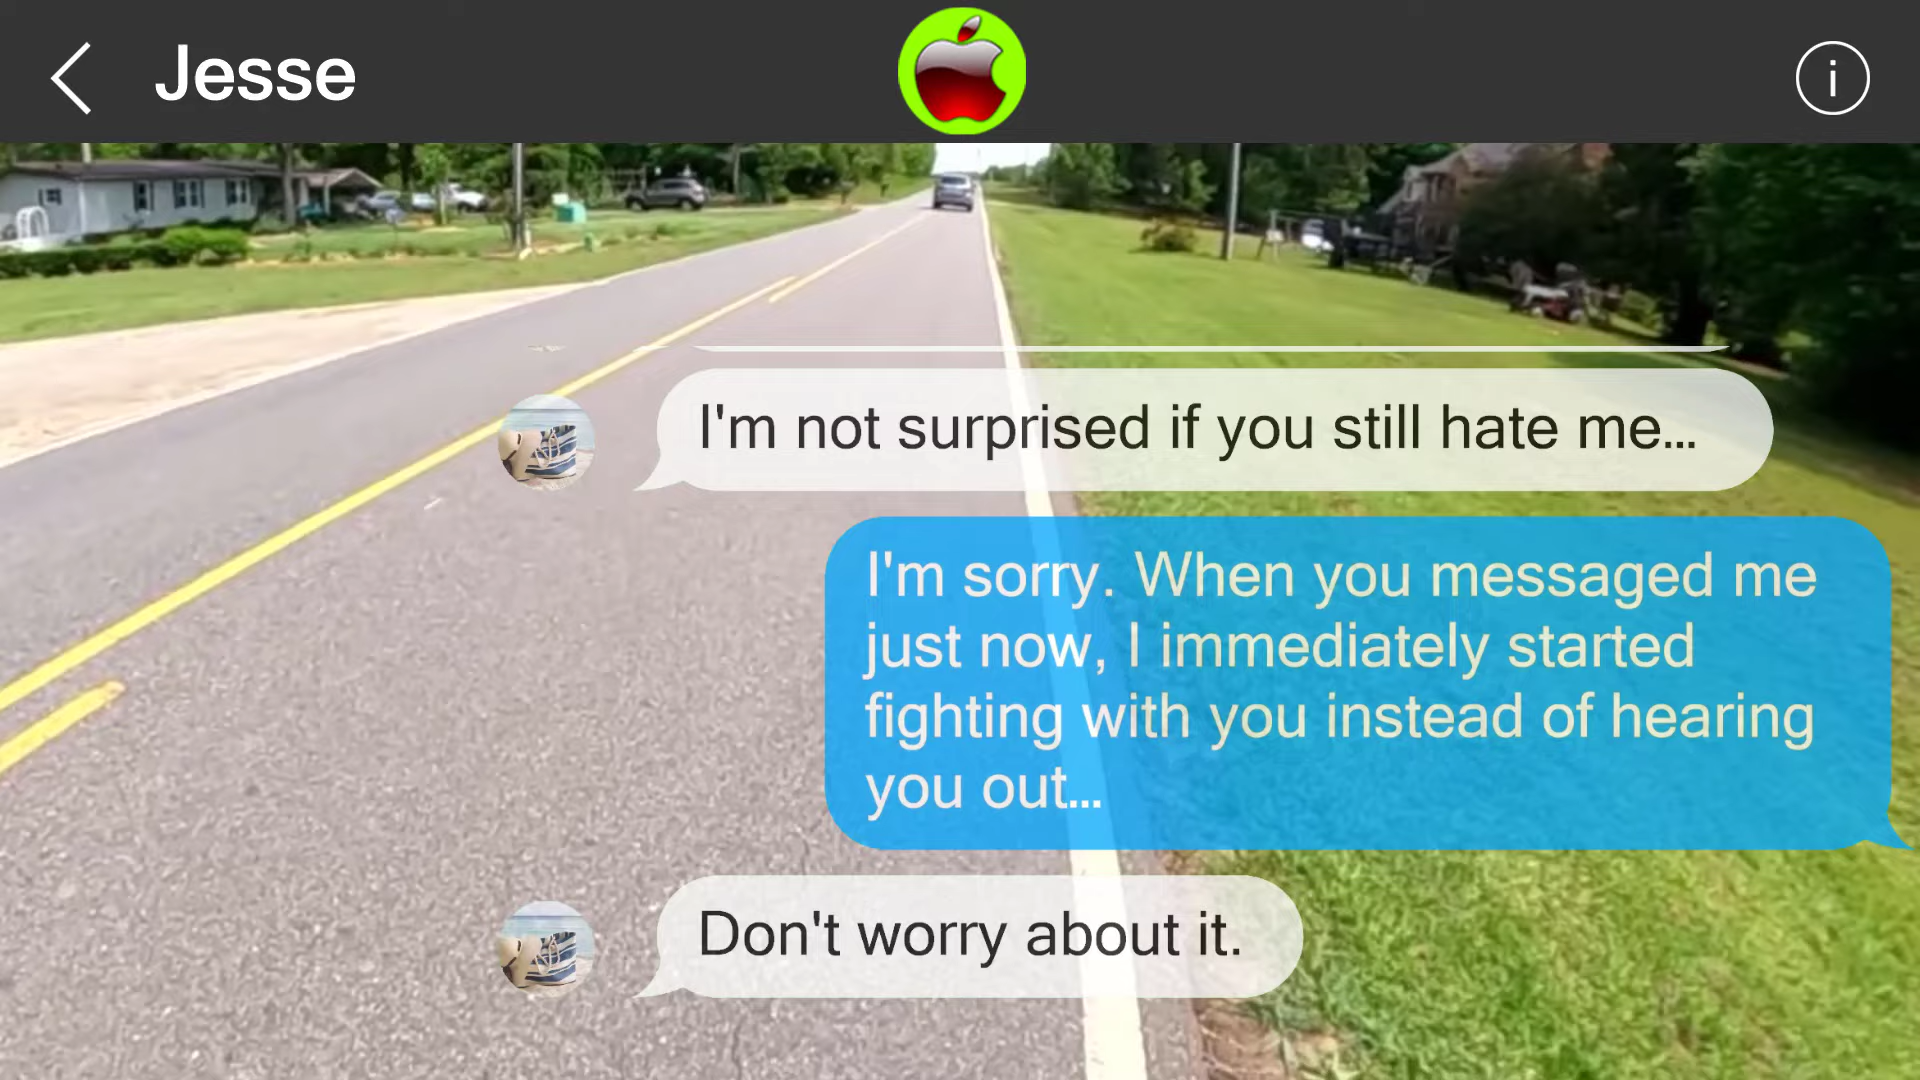 Jesse
i
I'm not surprised if you still hate me...
I'm sorry. When you messaged me
just now, I immediately started
fighting with you instead of hearing
you out...
Don't worry about it.